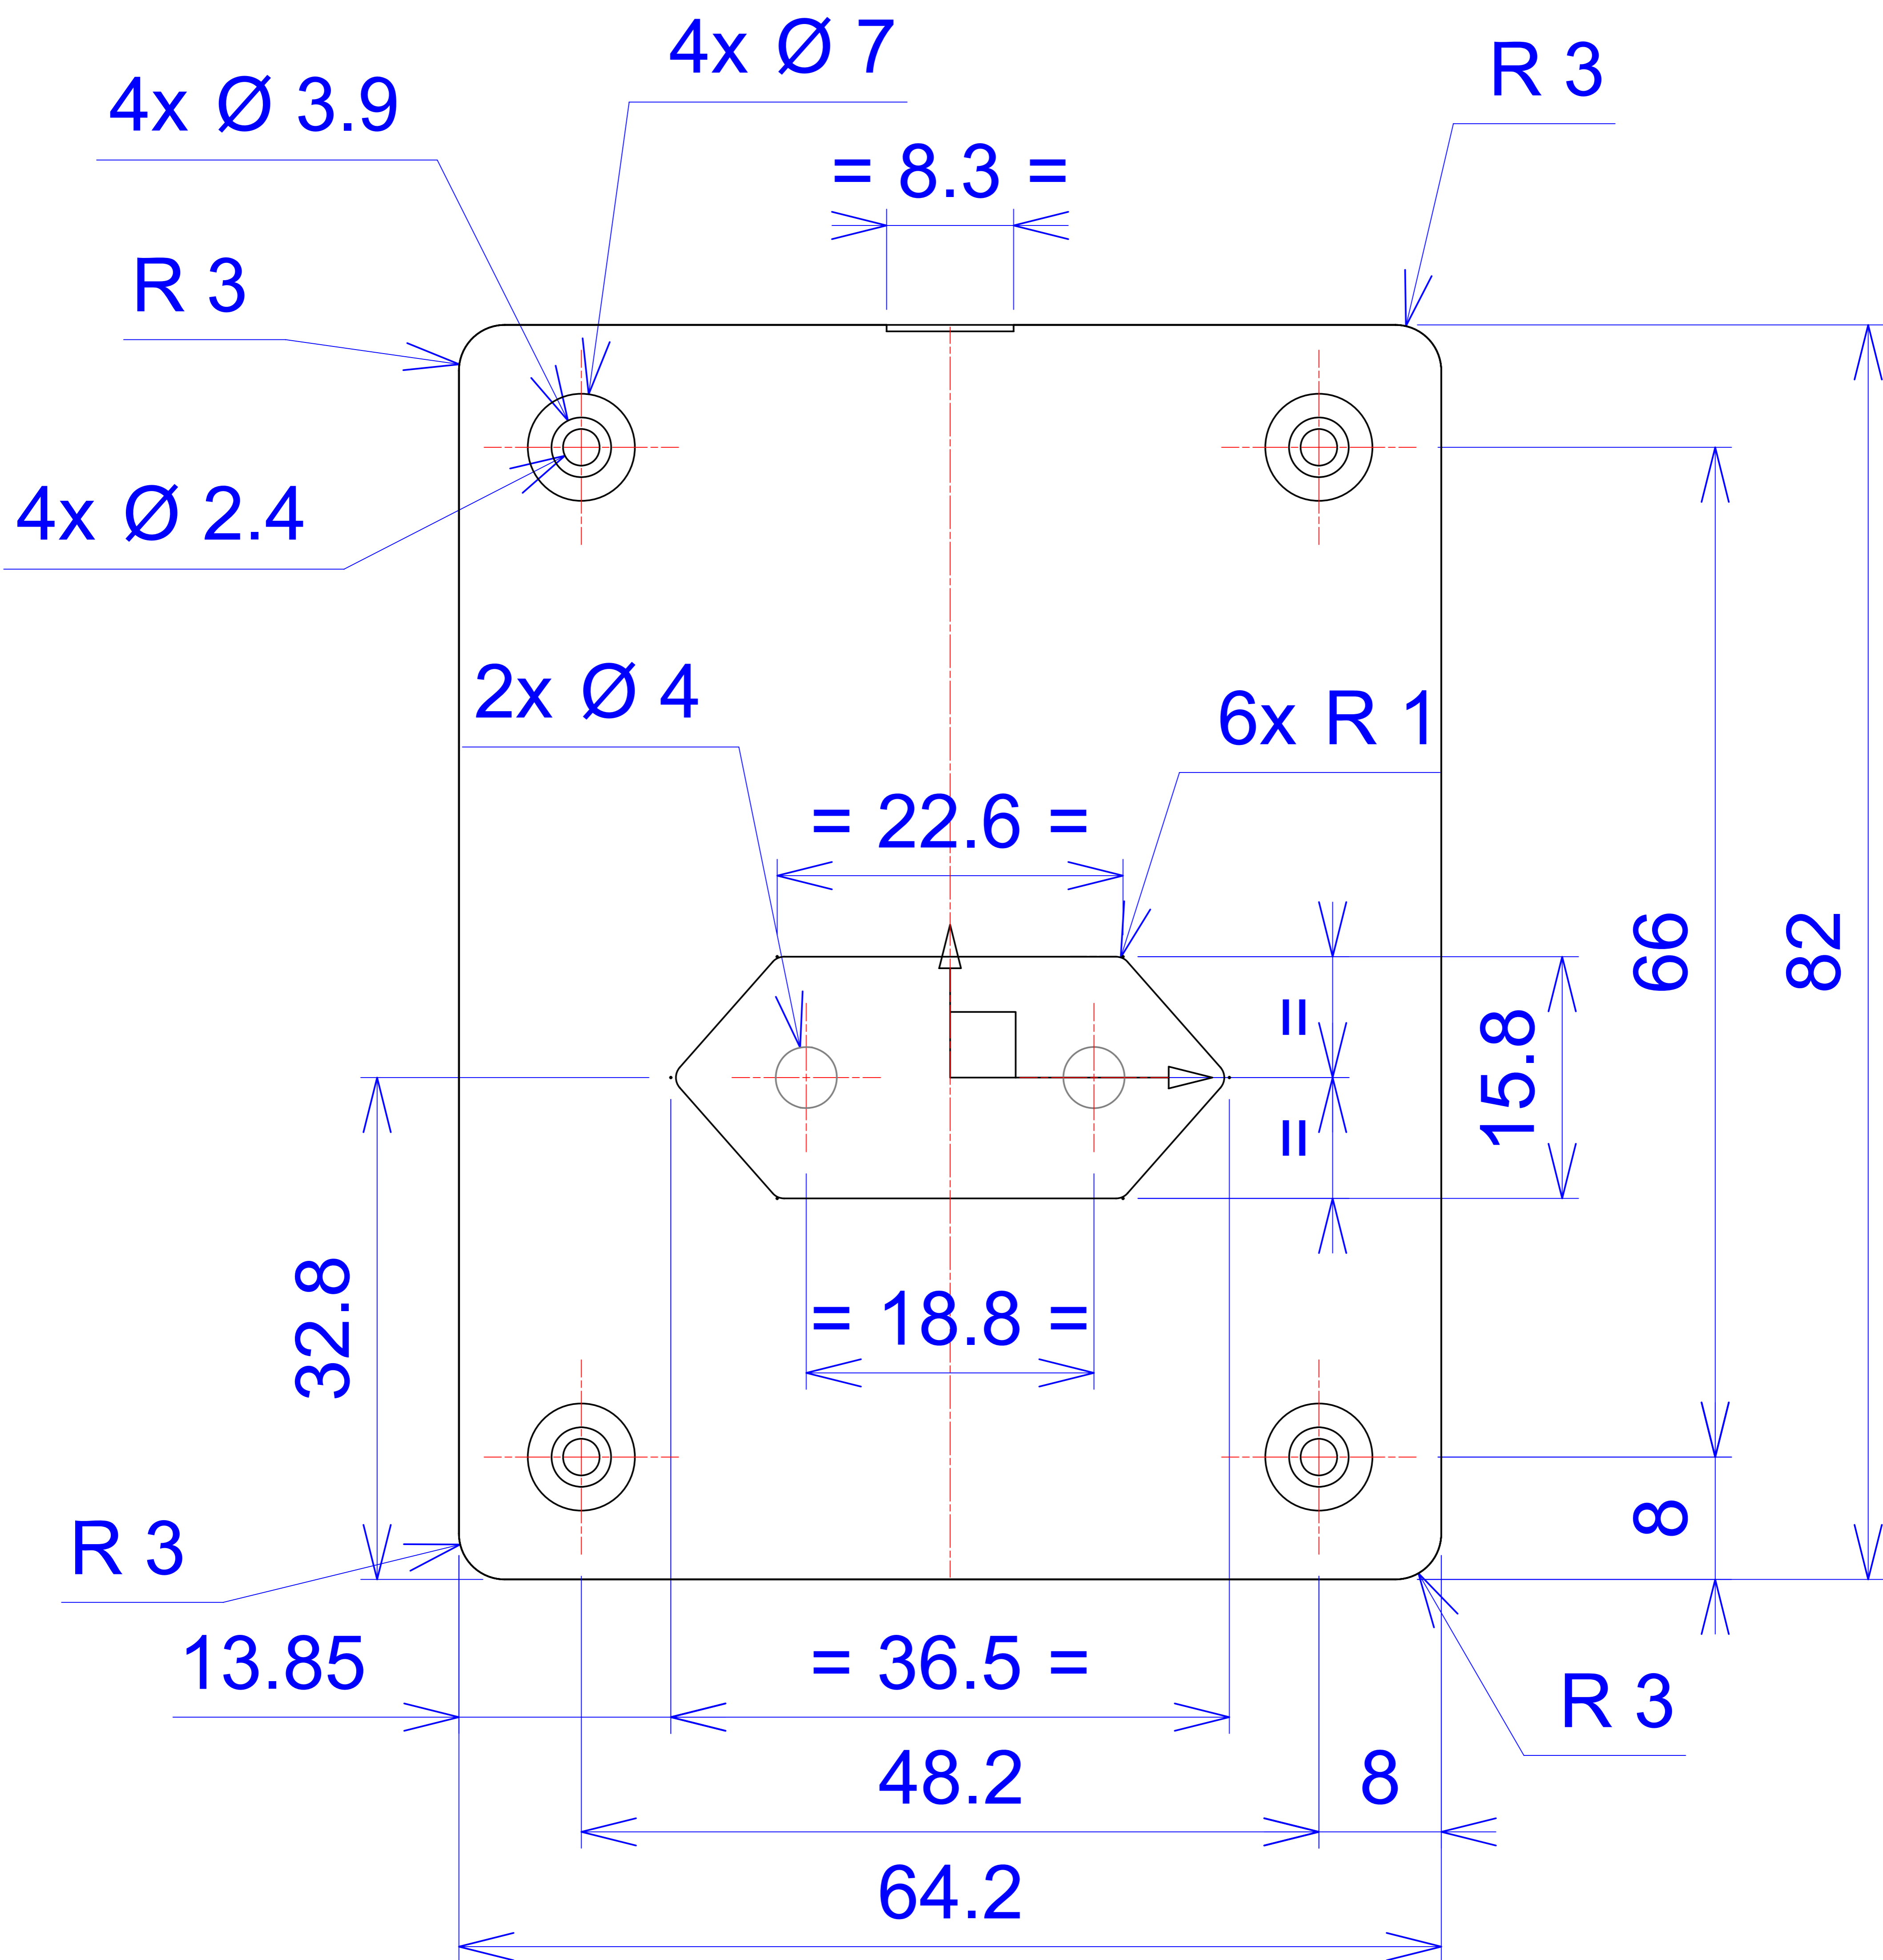 4x Ø 7
R 3
4x Ø 3.9
= 8.3 =
R 3
4x Ø 2.4
2x Ø 4
6x R 1
= 22.6 =
66
82
=
15.8
=
32.8
= 18.8 =
8
R 3
13.85
= 36.5 =
R 3
48.2
8
64.2